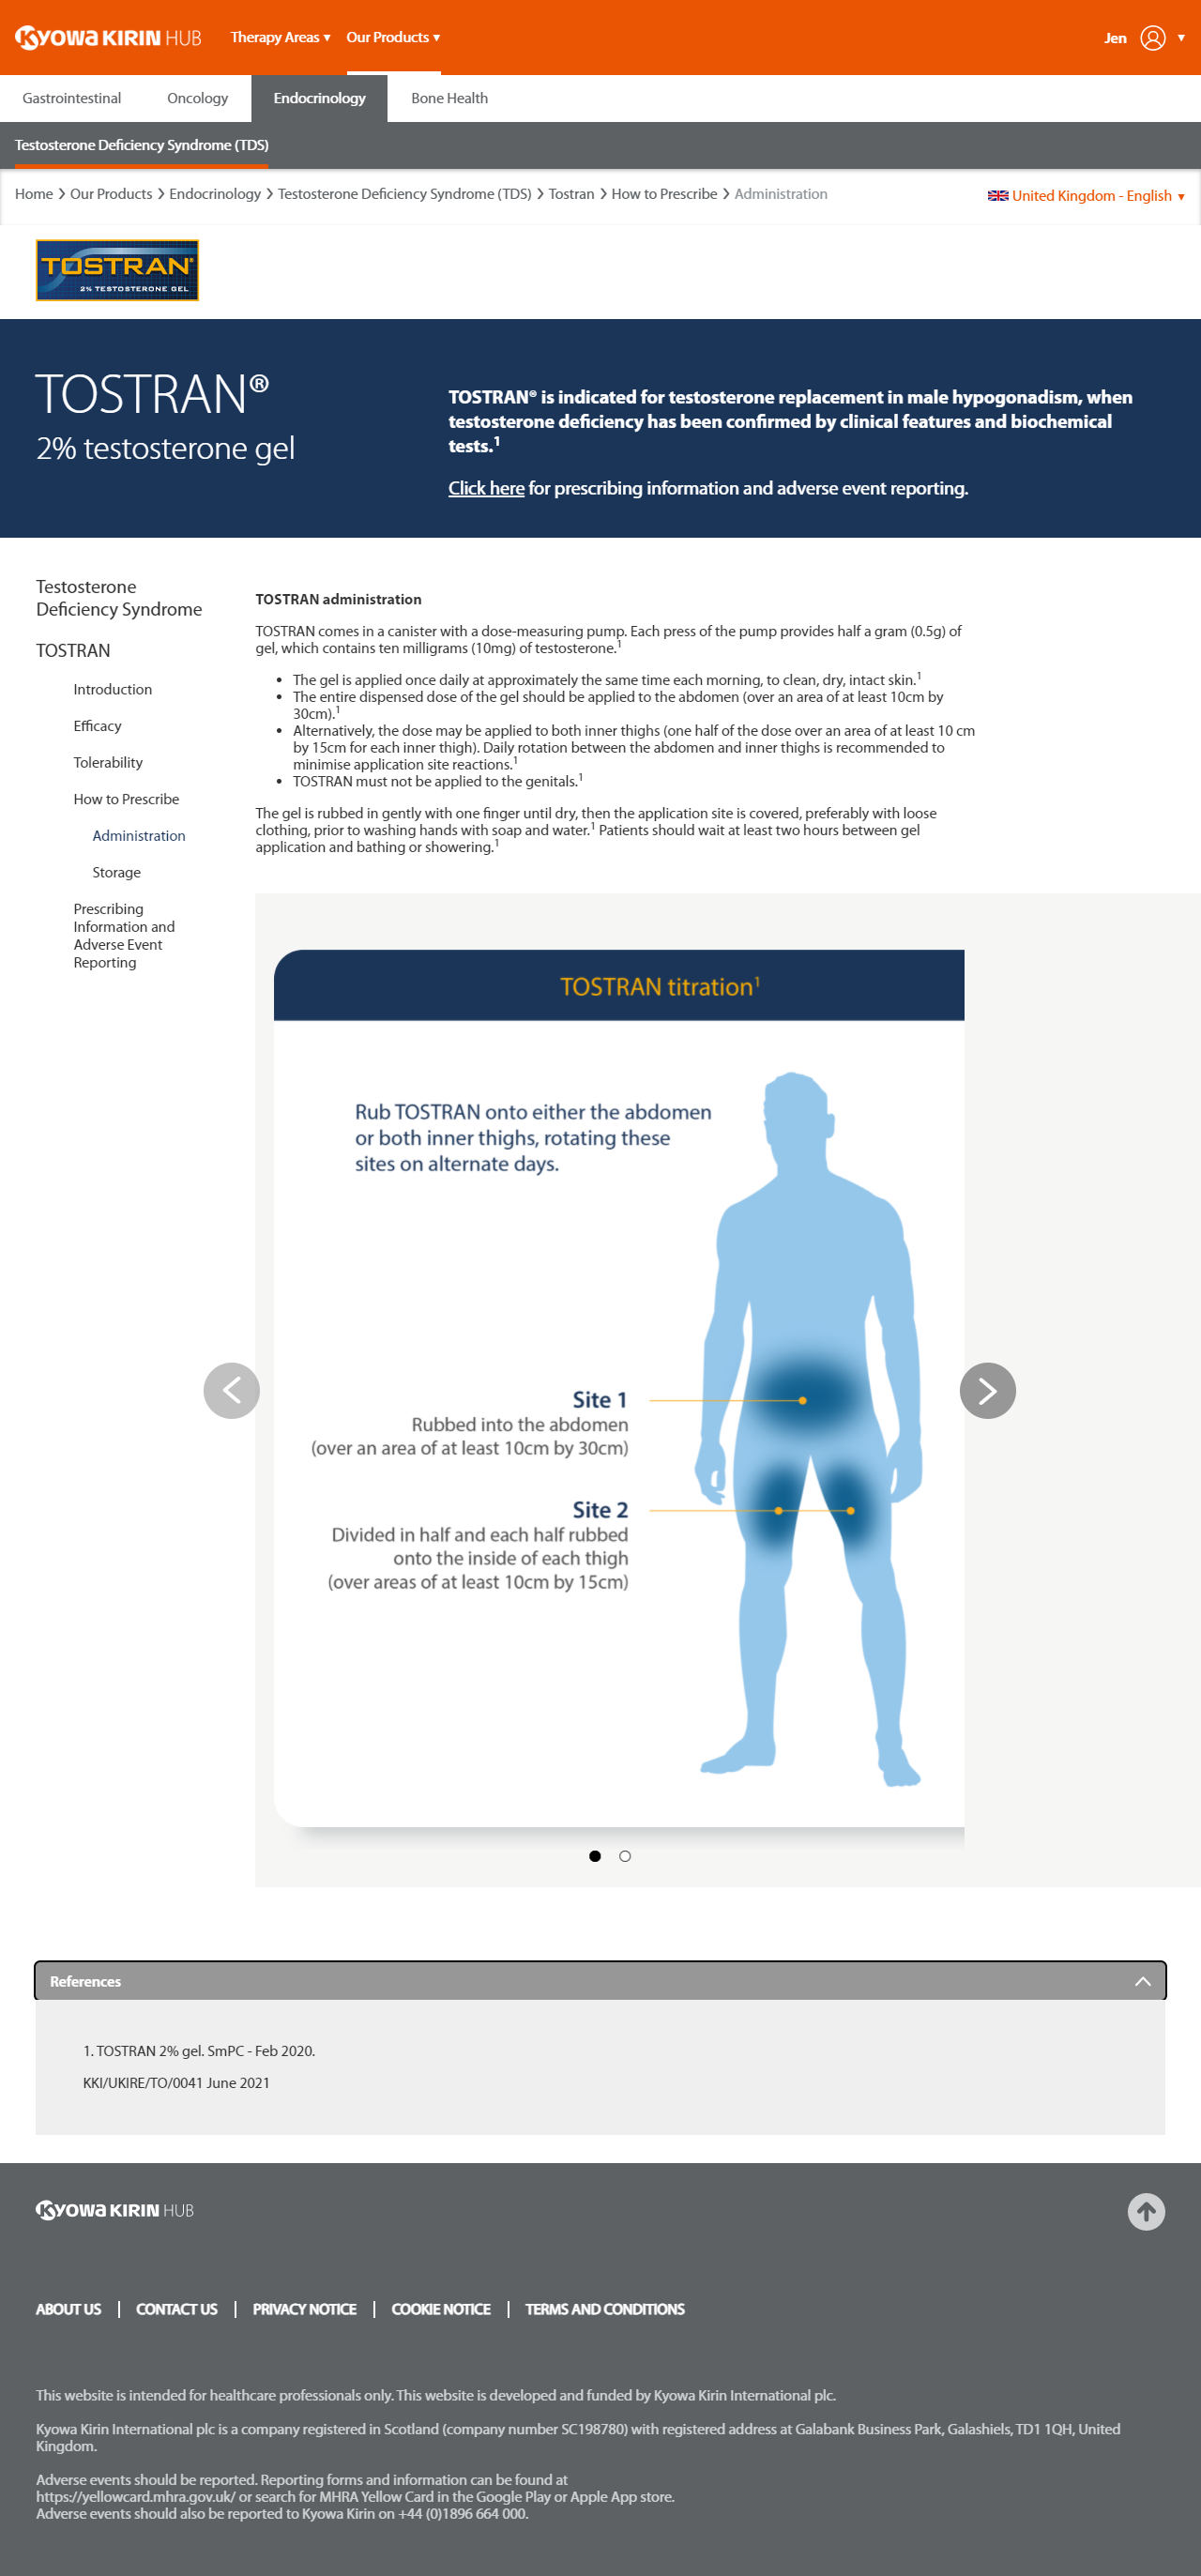 Kyowa KIRIN HUB
Therapy Areas ▼ Our Products ▼
Jen ▼
Gastrointestinal Oncology Endocrinology Bone Health
Testosterone Deficiency Syndrome (TDS)
Home > Our Products > Endocrinology > Testosterone Deficiency Syndrome (TDS) > Tostran > How to Prescribe > Administration
United Kingdom - English ▼
TOSTRAN®
2% TESTOSTERONE GEL
TOSTRAN®
2% testosterone gel
TOSTRAN® is indicated for testosterone replacement in male hypogonadism, when
testosterone deficiency has been confirmed by clinical features and biochemical
tests.1
Click here for prescribing information and adverse event reporting.
Testosterone
Deficiency Syndrome
TOSTRAN
Introduction
Efficacy
Tolerability
How to Prescribe
Administration
Storage
Prescribing
Information and
Adverse Event
Reporting
TOSTRAN administration
TOSTRAN comes in a canister with a dose-measuring pump. Each press of the pump provides half a gram (0.5g) of
gel, which contains ten milligrams (10mg) of testosterone.1
• The gel is applied once daily at approximately the same time each morning, to clean, dry, intact skin.1
• The entire dispensed dose of the gel should be applied to the abdomen (over an area of at least 10cm by
30cm).1
• Alternatively, the dose may be applied to both inner thighs (one half of the dose over an area of at least 10 cm
by 15cm for each inner thigh). Daily rotation between the abdomen and inner thighs is recommended to
minimise application site reactions.1
• TOSTRAN must not be applied to the genitals.1
The gel is rubbed in gently with one finger until dry, then the application site is covered, preferably with loose
clothing, prior to washing hands with soap and water.1 Patients should wait at least two hours between gel
application and bathing or showering.1
TOSTRAN titration1
Rub TOSTRAN onto either the abdomen
or both inner thighs, rotating these
sites on alternate days.
Site 1
Rubbed into the abdomen
(over an area of at least 10cm by 30cm)
Site 2
Divided in half and each half rubbed
onto the inside of each thigh
(over areas of at least 10cm by 15cm)
References
1. TOSTRAN 2% gel. SmPC - Feb 2020.
KKI/UKIRE/TO/0041 June 2021
Kyowa KIRIN HUB
ABOUT US | CONTACT US | PRIVACY NOTICE | COOKIE NOTICE | TERMS AND CONDITIONS
This website is intended for healthcare professionals only. This website is developed and funded by Kyowa Kirin International plc.
Kyowa Kirin International plc is a company registered in Scotland (company number SC198780) with registered address at Galabank Business Park, Galashiels, TD1 1QH, United
Kingdom.
Adverse events should be reported. Reporting forms and information can be found at
https://yellowcard.mhra.gov.uk/ or search for MHRA Yellow Card in the Google Play or Apple App store.
Adverse events should also be reported to Kyowa Kirin on +44 (0)1896 664 000.